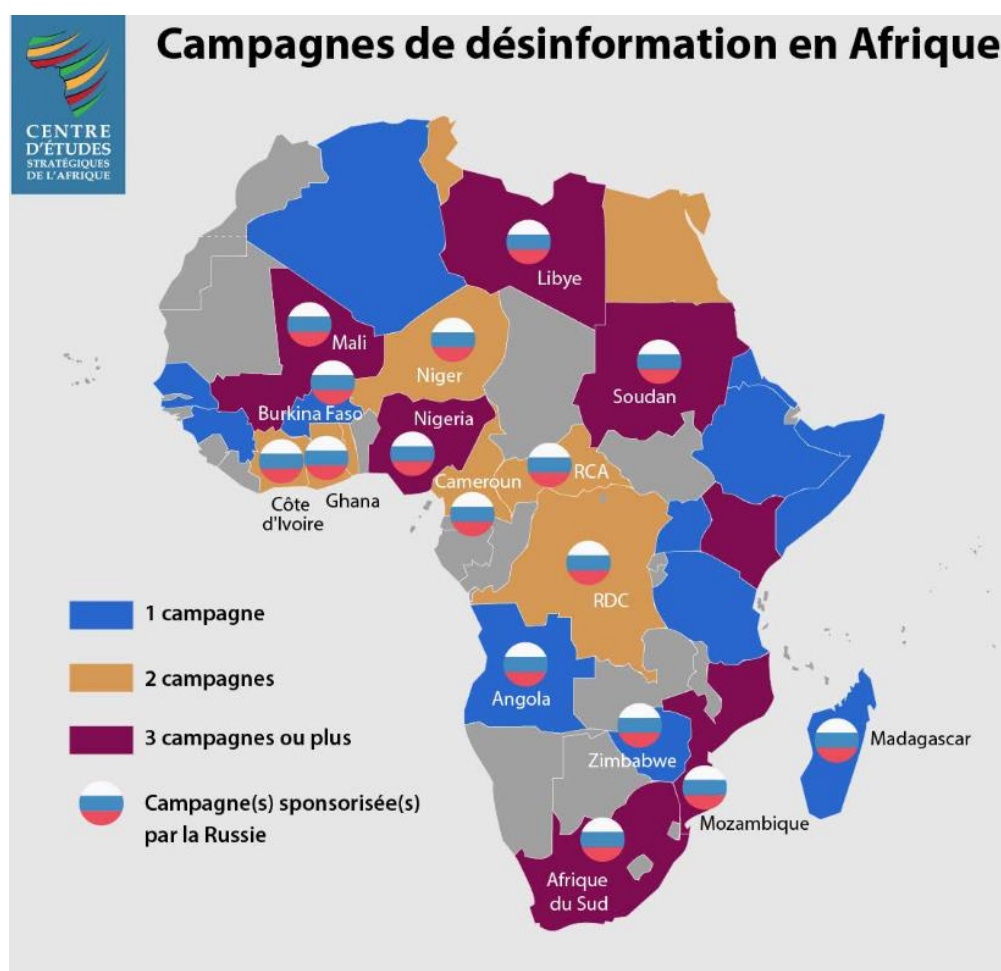 Campagnes de désinformation en Afrique
CENTRE
D'ÉTUDES
STRATÉGIQUES
DE L'AFRIQUE
Libye
Mali
Niger
Soudan
Burkina Faso
Nigeria
RCA
Cameroun
Côte
d'Ivoire
Ghana
RDC
1 campagne
2 campagnes
Angola
3 campagnes ou plus
Madagascar
Zimbabwe
Campagne(s) sponsorisée(s)
par la Russie
Mozambique
Afrique
du Sud